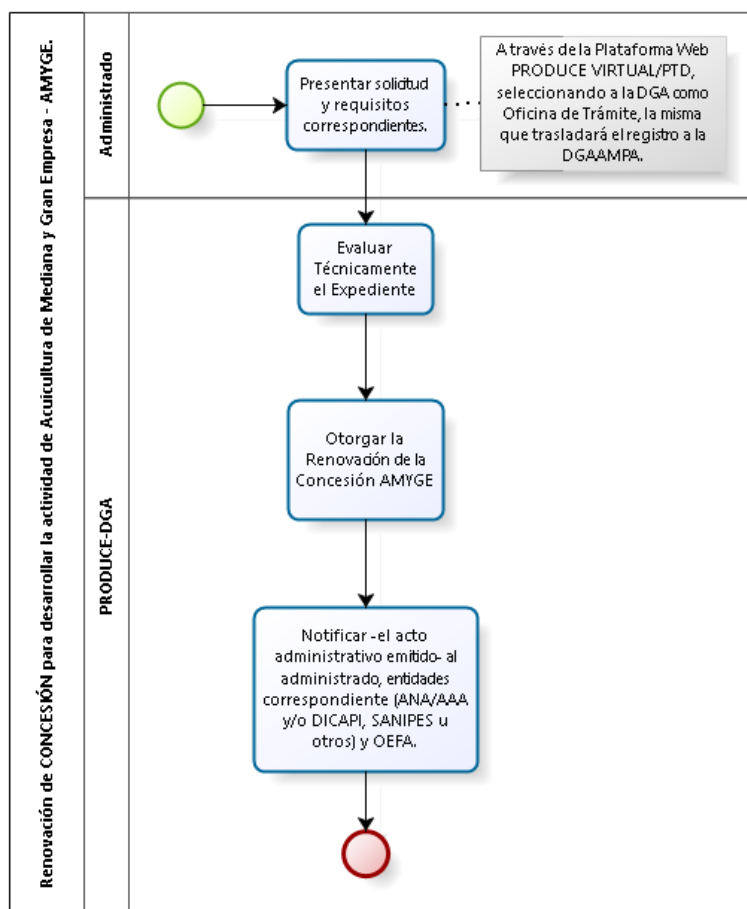 Renovación de CONCESIÓN para desarrollar la actividad de Acuicultura de Mediana y Gran Empresa - AMYGE.
Administrado
Presentar solicitud
y requisitos
correspondientes.
A través de la Plataforma Web
PRODUCE VIRTUAL/PTD,
seleccionando a la DGA como
Oficina de Trámite, la misma
que trasladará el registro a la
DGAAMPA.
PRODUCE-DGA
Evaluar
Técnicamente
el Expediente
Otorgar la
Renovación de la
Concesión AMYGE
Notificar -el acto
administrativo emitido- al
administrado, entidades
correspondiente (ANA/AAA
y/o DICAPI, SANIPES u
otros) y OEFA.